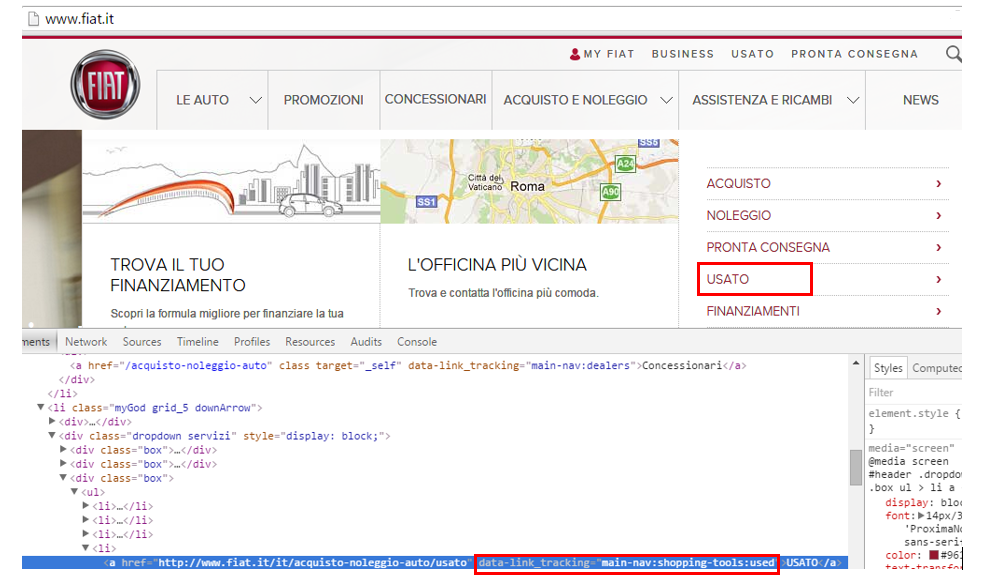 www.fiat.it
MY FIAT BUSINESS USATO PRONTA CONSEGNA
FIAT
LE AUTO PROMOZIONI CONCESSIONARI ACQUISTO E NOLEGGIO ASSISTENZA E RICAMBI NEWS
SS5
A24
Città del Vaticano
Roma
A90
SS1
TROVA IL TUO
FINANZIAMENTO
Scopri la formula migliore per finanziare la tua
L'OFFICINA PIÙ VICINA
Trova e contatta l'officina più comoda.
ACQUISTO
NOLEGGIO
PRONTA CONSEGNA
USATO
FINANZIAMENTI
ments Network Sources Timeline Profiles Resources Audits Console
<a href="/acquisto-noleggio-auto" class target="_self" data-link_tracking="main-nav:dealers">Concessionari</a>
</div>
</li>
▼<li class="myGod grid_5 downArrow">
▶<div>…</div>
▼<div class="dropdown servizi" style="display: block;">
▶<div class="box">…</div>
▶<div class="box">…</div>
▼<div class="box">
▼<ul>
▶<li>…</li>
▶<li>…</li>
▶<li>…</li>
▼<li>
<a href="http://www.fiat.it/it/acquisto-noleggio-auto/usato" data-link_tracking="main-nav:shopping-tools:used">USATO</a>
Styles Computed
Filter
element.style {
}
media="screen"
@media screen
#header .dropdo
.box ul > li a
display: bloc
font:▶14px/3
'ProximaNo
sans-seri
color: #961
text-transfor